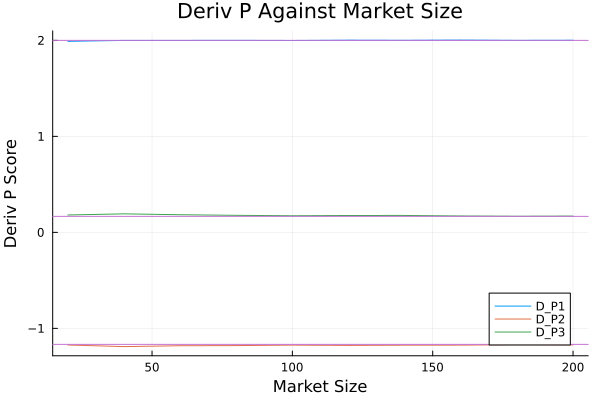 Deriv P Against Market Size
Deriv P Score
2
1
0
−1
D_P1
D_P2
D_P3
50
100
150
200
Market Size